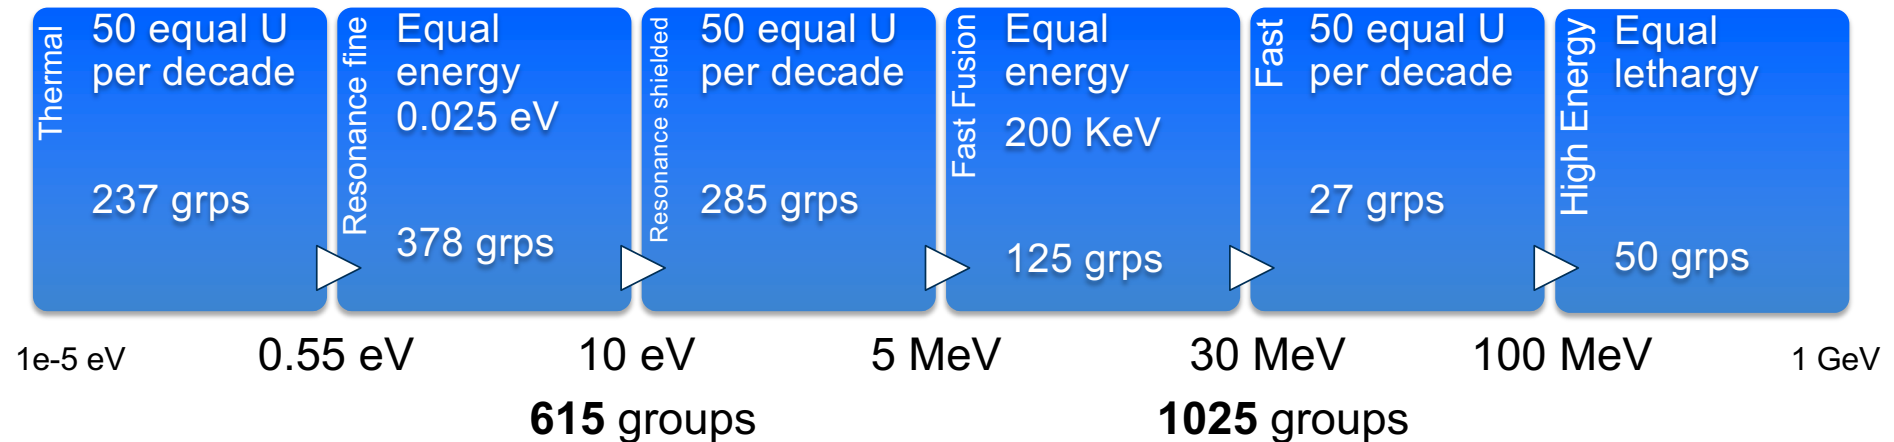 Thermal
50 equal U
per decade
237 grps
Resonance fine
Equal
energy
0.025 eV
378 grps
Resonance shielded
50 equal U
per decade
285 grps
Fast Fusion
Equal
energy
200 KeV
125 grps
Fast
50 equal U
per decade
27 grps
High Energy
Equal
lethargy
50 grps
1e-5 eV
0.55 eV
10 eV
5 MeV
30 MeV
100 MeV
1 GeV
615 groups
1025 groups